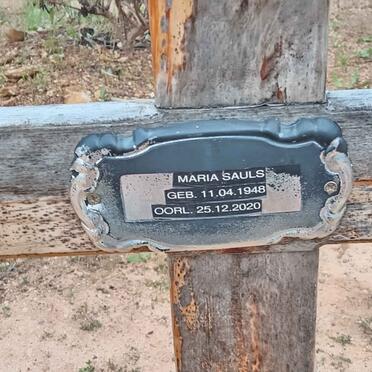 MARIA SAULS
GEB. 11.04.1948
OORL. 25.12.2020